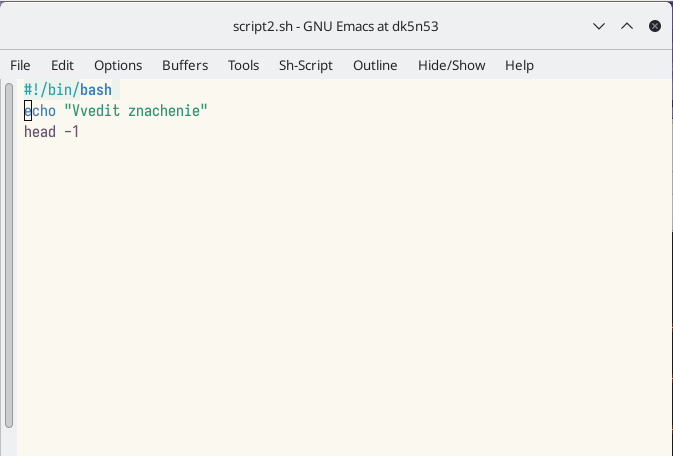 script2.sh - GNU Emacs at dk5n53
File Edit Options Buffers Tools Sh-Script Outline Hide/Show Help
#!/bin/bash
echo "Vvedit znachenie"
head -1